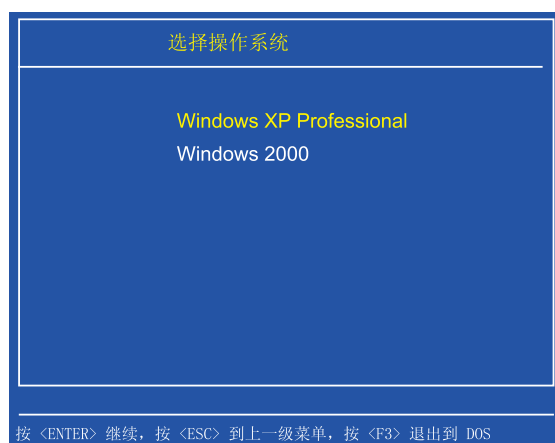 选择操作系统
Windows XP Professional
Windows 2000
按 <ENTER> 继续，按 <ESC> 到上一级菜单，按 <F3> 退出到 DOS